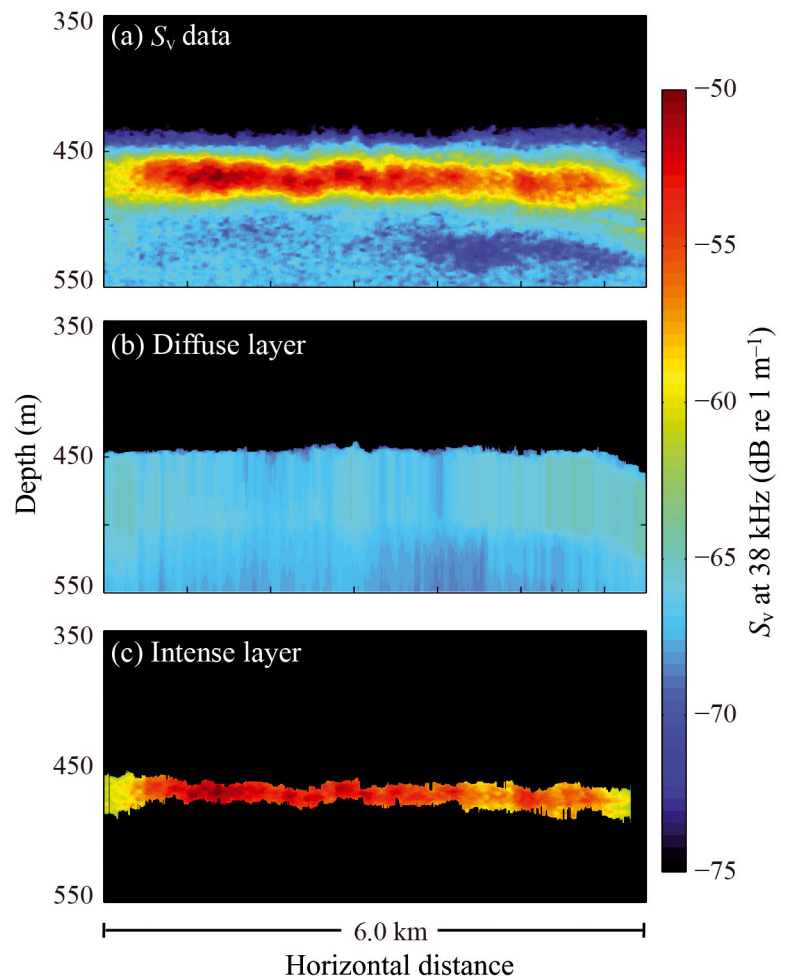 350
(a) Sv data
450
550
350
(b) Diffuse layer
450
550
350
(c) Intense layer
450
550
Depth (m)
6.0 km
Horizontal distance
−50
−55
−60
−65
−70
−75
Sv at 38 kHz (dB re 1 m⁻¹)